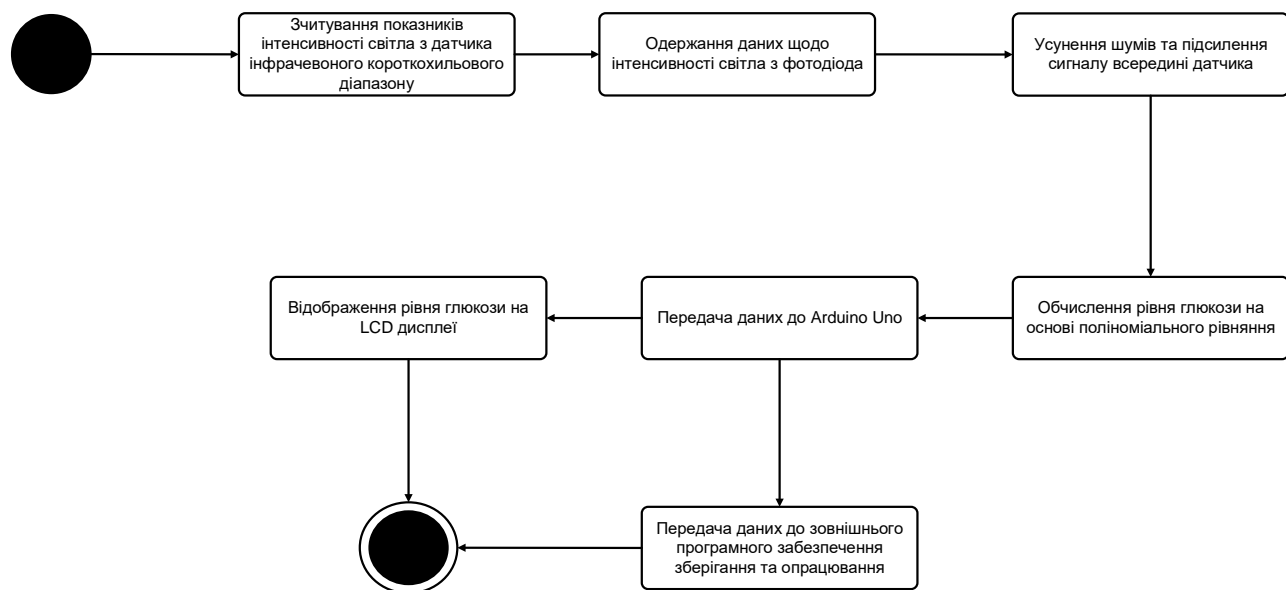 Зчитування показників
інтенсивності світла з датчика
інфрачевоного короткохильового
діапазону
Одержання даних щодо
інтенсивності світла з фотодіода
Усунення шумів та підсилення
сигналу всередині датчика
Відображення рівня глюкози на
LCD дисплеї
Передача даних до Arduino Uno
Обчислення рівня глюкози на
основі поліноміального рівняння
Передача даних до зовнішнього
програмного забезпечення
зберігання та опрацювання